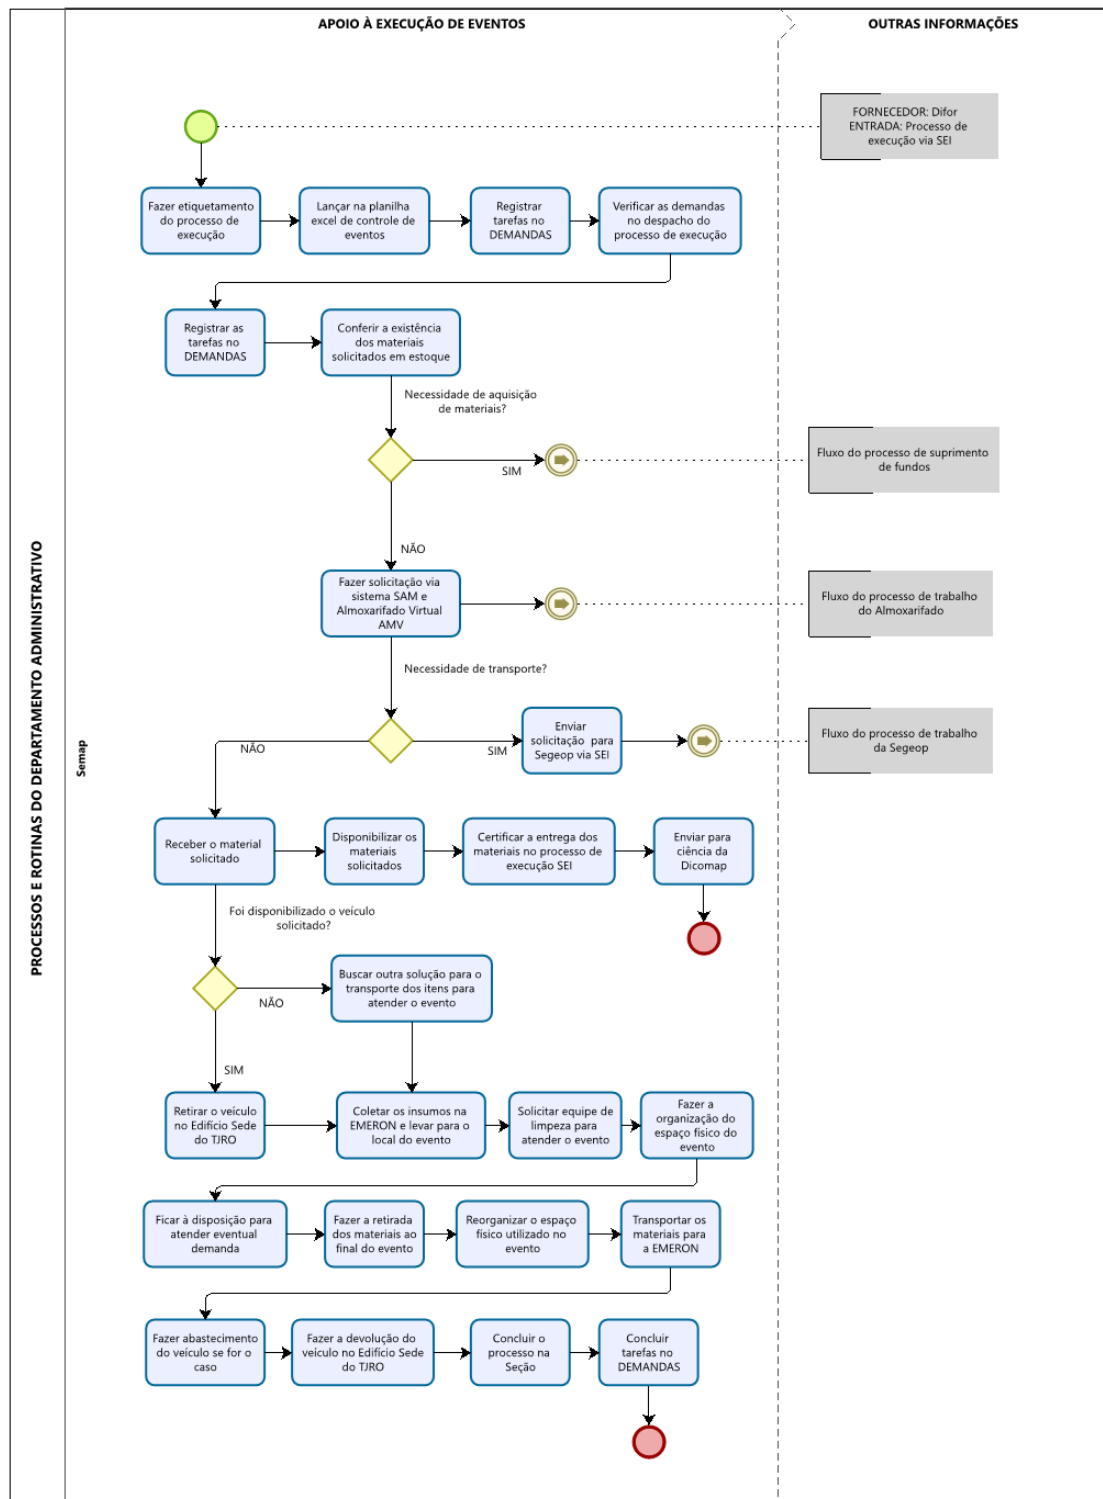 APOIO À EXECUÇÃO DE EVENTOS
OUTRAS INFORMAÇÕES
PROCESSOS E ROTINAS DO DEPARTAMENTO ADMINISTRATIVO
Semap
FORNECEDOR: Difor
ENTRADA: Processo de
execução via SEI
Fazer etiquetamento
do processo de
execução
Lançar na planilha
excel de controle de
eventos
Registrar
tarefas no
DEMANDAS
Verificar as demandas
no despacho do
processo de execução
Registrar as
tarefas no
DEMANDAS
Conferir a existência
dos materiais
solicitados em estoque
Necessidade de aquisição
de materiais?
SIM
Fluxo do processo de suprimento
de fundos
NÃO
Fazer solicitação via
sistema SAM e
Almoxarifado Virtual
AMV
Fluxo do processo de trabalho
do Almoxarifado
Necessidade de transporte?
NÃO
SIM
Enviar
solicitação para
Segeop via SEI
Fluxo do processo de trabalho
da Segeop
Receber o material
solicitado
Disponibilizar os
materiais
solicitados
Certificar a entrega dos
materiais no processo de
execução SEI
Enviar para
ciência da
Dicomap
Foi disponibilizado o veículo
solicitado?
NÃO
Buscar outra solução para o
transporte dos itens para
atender o evento
SIM
Retirar o veículo
no Edifício Sede
do TJRO
Coletar os insumos na
EMERON e levar para o
local do evento
Solicitar equipe de
limpeza para
atender o evento
Fazer a
organização do
espaço físico do
evento
Ficar à disposição para
atender eventual
demanda
Fazer a retirada
dos materiais ao
final do evento
Reorganizar o espaço
físico utilizado no
evento
Transportar os
materiais para
a EMERON
Fazer abastecimento
do veículo se for o
caso
Fazer a devolução do
veículo no Edifício Sede
do TJRO
Concluir o
processo na
Seção
Concluir
tarefas no
DEMANDAS